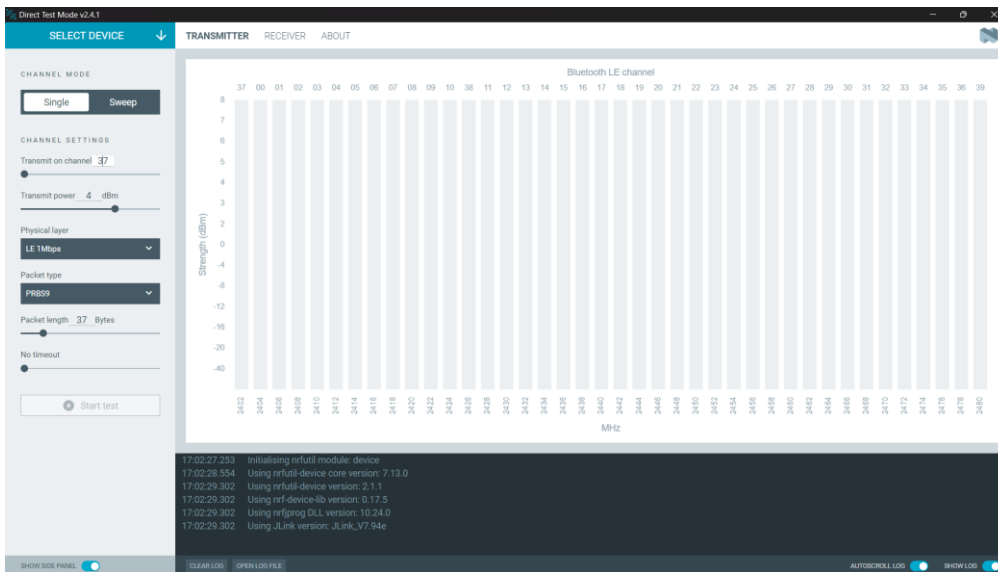 Direct Test Mode v2.4.1
SELECT DEVICE
TRANSMITTER RECEIVER ABOUT
CHANNEL MODE
Single Sweep
CHANNEL SETTINGS
Transmit on channel 37
Transmit power 4 dBm
Physical layer
LE 1Mbps
Packet type
PRBS9
Packet length 37 Bytes
No timeout
Start test
SHOW SIDE PANEL
Bluetooth LE channel
37 00 01 02 03 04 05 06 07 08 09 10 38 11 12 13 14 15 16 17 18 19 20 21 22 23 24 25 26 27 28 29 30 31 32 33 34 35 36 39
Strength (dBm)
8
7
6
5
4
3
2
0
-4
-8
-12
-16
-20
-40
2402 2404 2406 2408 2410 2412 2414 2416 2418 2420 2422 2424 2426 2428 2430 2432 2434 2436 2438 2440 2442 2444 2446 2448 2450 2452 2454 2456 2458 2460 2462 2464 2466 2468 2470 2472 2474 2476 2478 2480
MHz
17:02:27.253 Initialising nrfutil module: device
17:02:28.554 Using nrfutil-device core version: 7.13.0
17:02:29.302 Using nrfutil-device version: 2.1.1
17:02:29.302 Using nrf-device-lib version: 0.17.5
17:02:29.302 Using nrfjprog DLL version: 10.24.0
17:02:29.302 Using JLink version: JLink_V7.94e
CLEAR LOG OPEN LOG FILE AUTOSCROLL LOG SHOW LOG